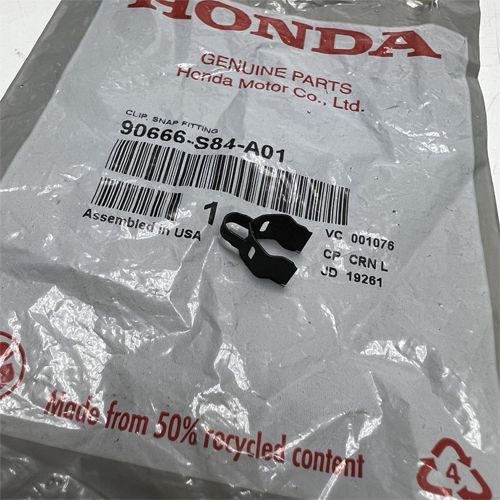 HONDA
GENUINE PARTS
Honda Motor Co., Ltd.
CLIP, SNAP FITTING
90666-S84-A01
1
Assembled in USA
VC 001076
CP CRN L
JD 19261
Made from 50% recycled content
4